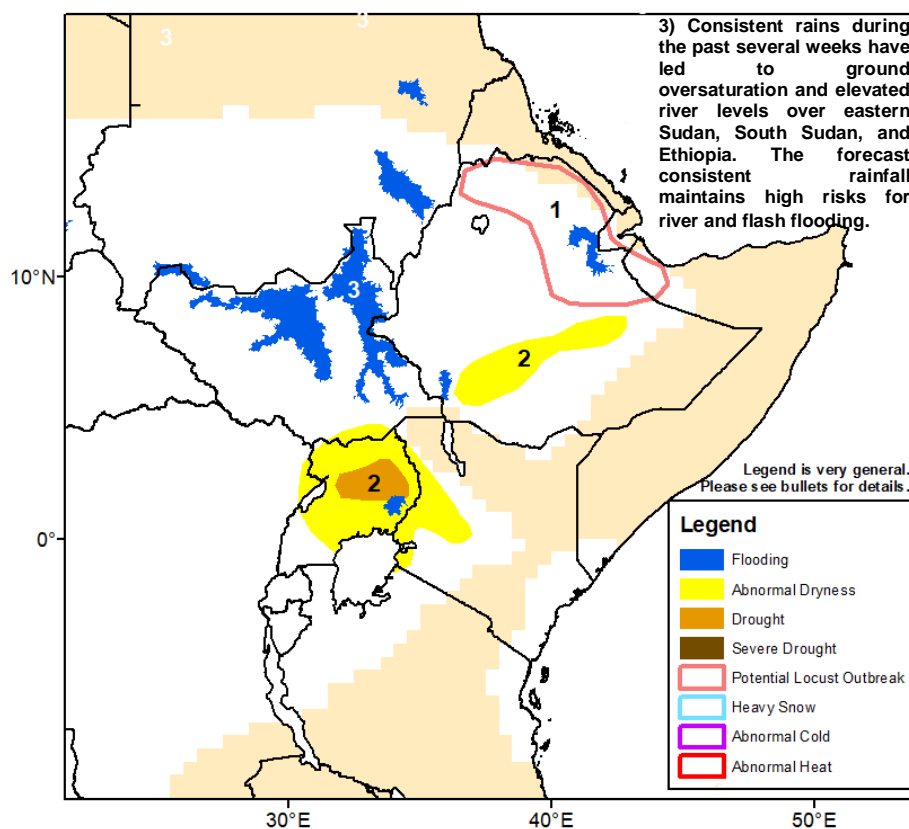 3
3) Consistent rains during
the past several weeks have
led to ground
oversaturation and elevated
river levels over eastern
Sudan, South Sudan, and
Ethiopia. The forecast
consistent rainfall
maintains high risks for
river and flash flooding.
1
10°N
3
2
Legend is very general.
Please see bullets for details.
2
Legend
0°
Flooding
Abnormal Dryness
Drought
Severe Drought
Potential Locust Outbreak
Heavy Snow
Abnormal Cold
Abnormal Heat
30°E
40°E
50°E